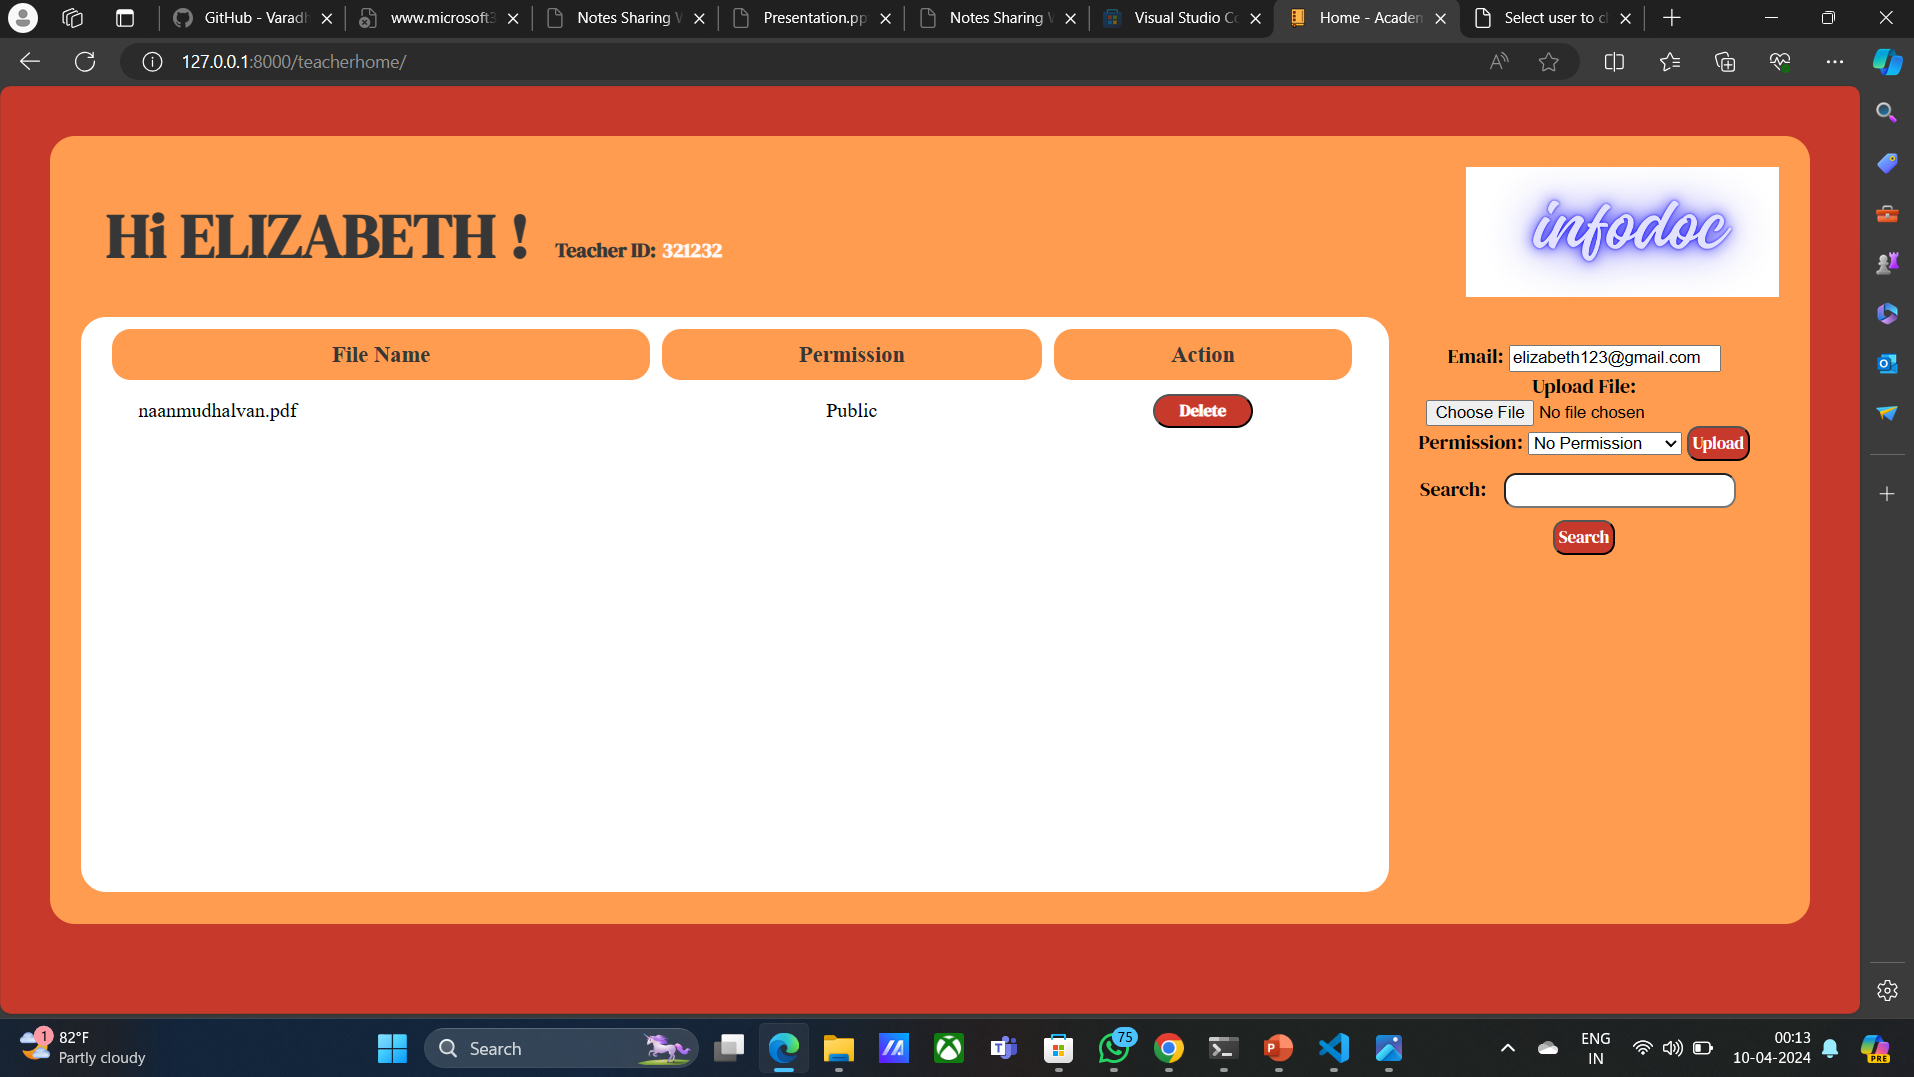 GitHub - Varadh
www.microsoft3
Notes Sharing W
Presentation.pp
Notes Sharing W
Visual Studio Co
Home - Academ
Select user to ch
127.0.0.1:8000/teacherhome/
infodoc
Hi ELIZABETH !
Teacher ID: 321232
File Name Permission Action
naanmudhalvan.pdf Public Delete
Email: elizabeth123@gmail.com
Upload File:
Choose File No file chosen
Permission: No Permission Upload
Search:
Search
1
82°F
Partly cloudy
Search
75
ENG
IN
00:13
10-04-2024
PRE